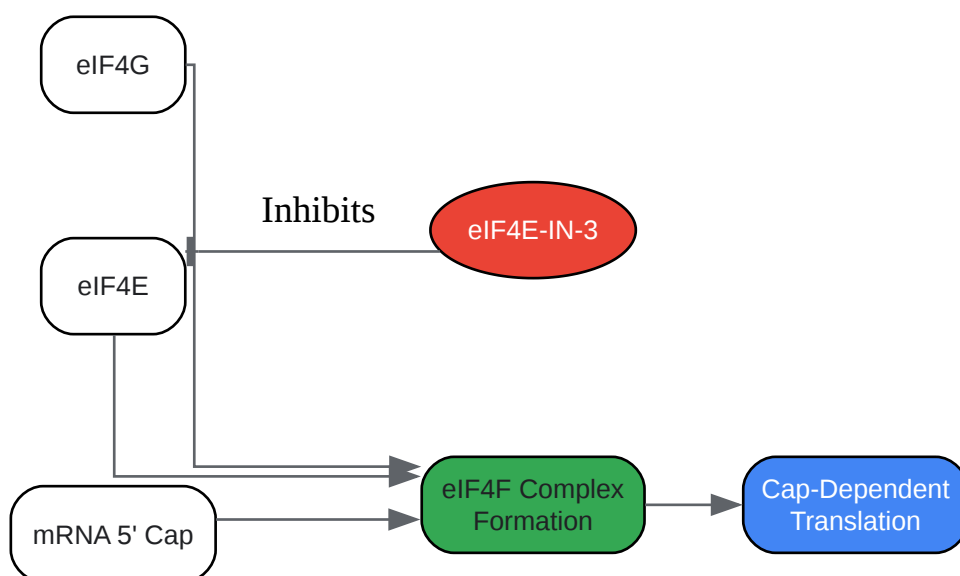 eIF4G
Inhibits
eIF4E-IN-3
eIF4E
eIF4F Complex
Formation
Cap-Dependent
Translation
mRNA 5' Cap